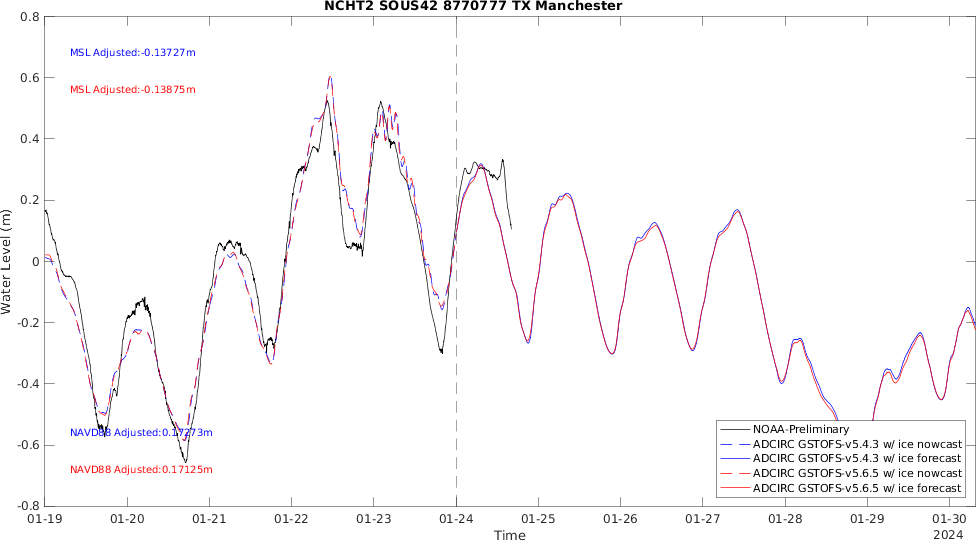 NCHT2 SOUS42 8770777 TX Manchester
0.8
0.6
0.4
0.2
0
-0.2
-0.4
-0.6
-0.8
Water Level (m)
MSL Adjusted:-0.13727m
MSL Adjusted:-0.13875m
NAVD88 Adjusted:0.17273m
NAVD88 Adjusted:0.17125m
NOAA-Preliminary
ADCIRC GSTOFS-v5.4.3 w/ ice nowcast
ADCIRC GSTOFS-v5.4.3 w/ ice forecast
ADCIRC GSTOFS-v5.6.5 w/ ice nowcast
ADCIRC GSTOFS-v5.6.5 w/ ice forecast
01-19 01-20 01-21 01-22 01-23 01-24 01-25 01-26 01-27 01-28 01-29 01-30
2024
Time